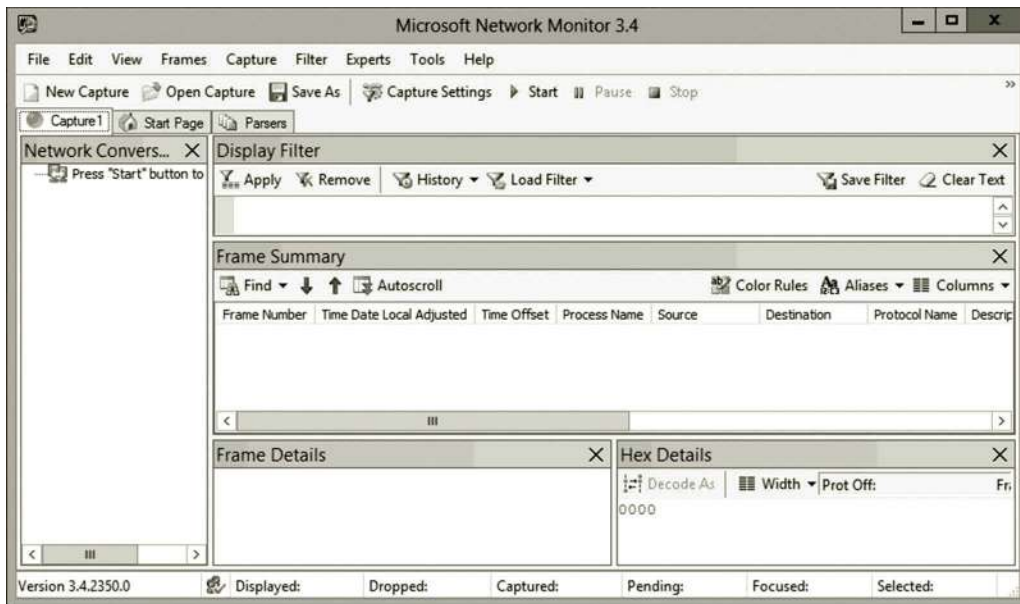 Microsoft Network Monitor 3.4
File Edit View Frames Capture Filter Experts Tools Help
New Capture Open Capture Save As Capture Settings Start Pause Stop
Capture1 Start Page Parsers
Network Convers...
Press "Start" button to
Display Filter
Apply Remove History Load Filter Save Filter Clear Text
Frame Summary
Find Autoscroll Color Rules Aliases Columns
Frame Number Time Date Local Adjusted Time Offset Process Name Source Destination Protocol Name Descrip
Frame Details
Hex Details
Decode As Width Prot Off: Fr
0000
Version 3.4.2350.0 Displayed: Dropped: Captured: Pending: Focused: Selected: